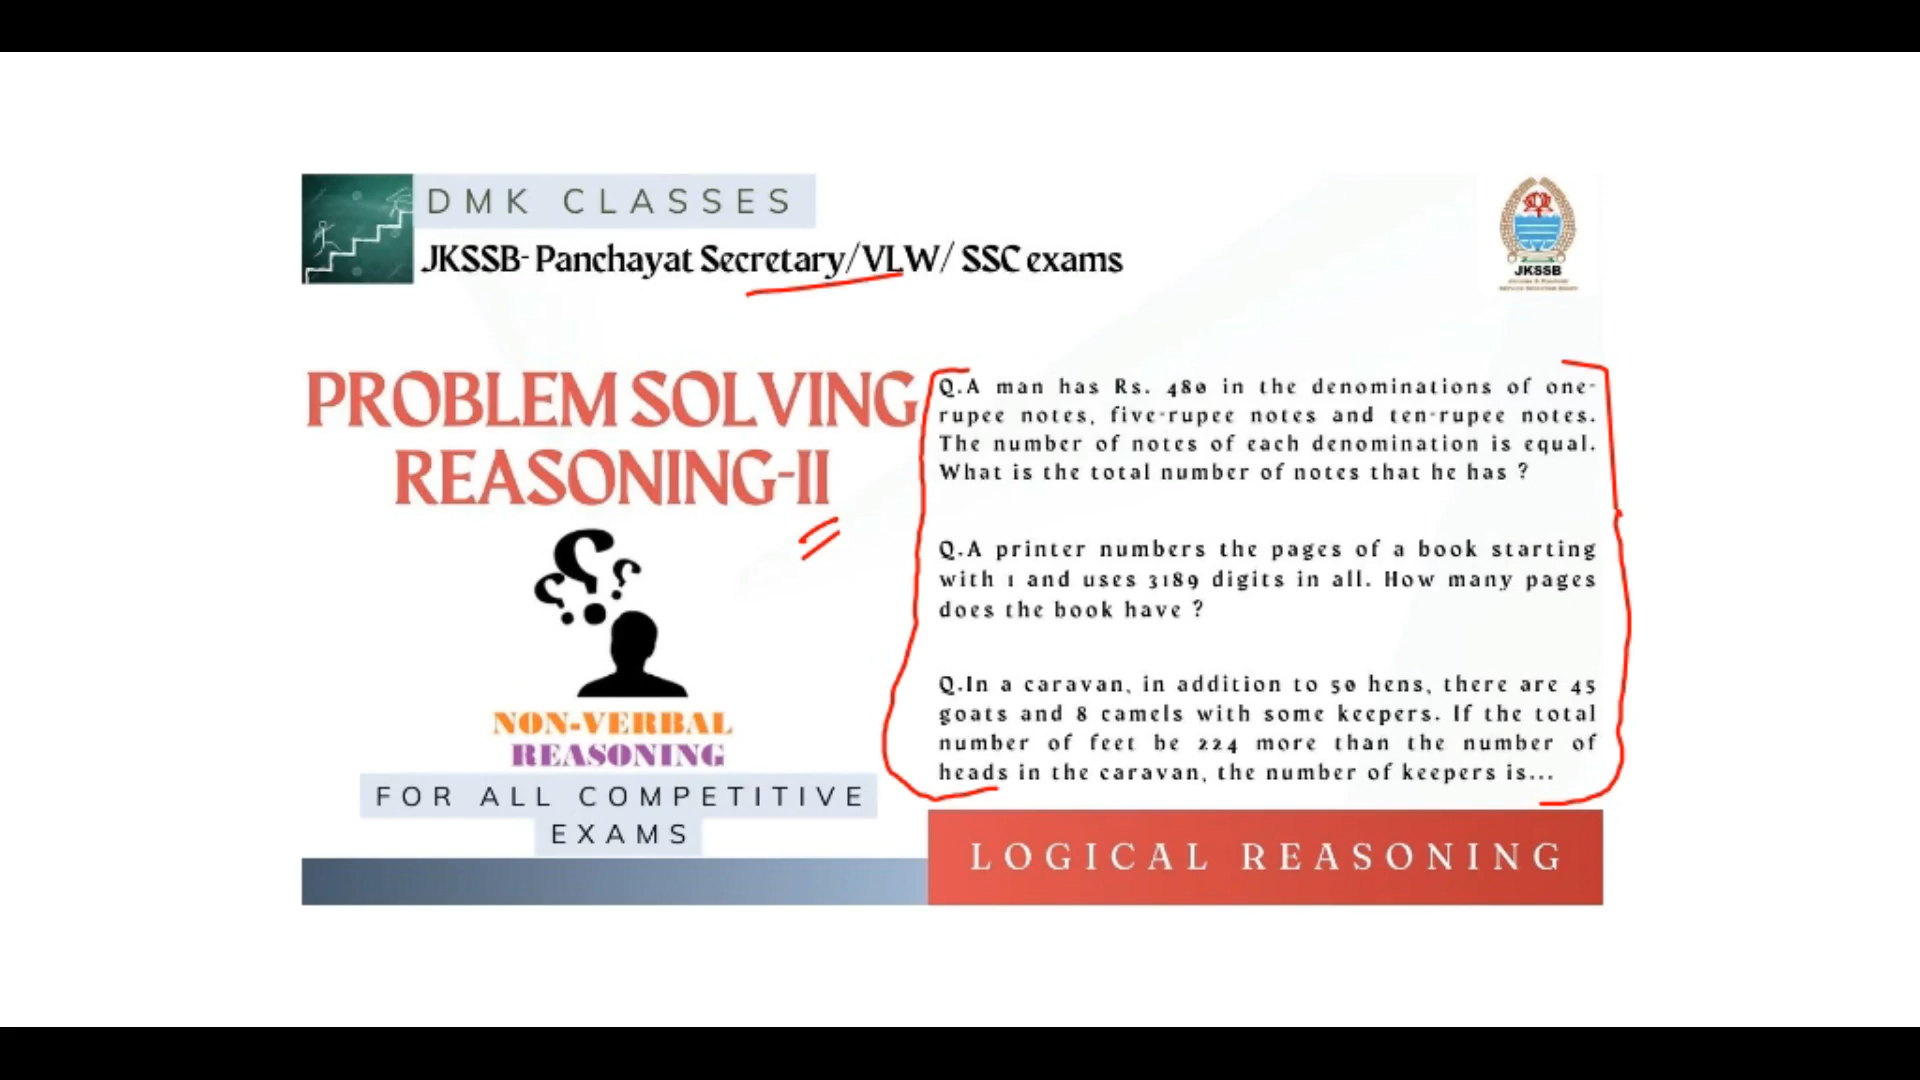 DMK CLASSES
JKSSB- Panchayat Secretary/VLW/ SSC exams
JKSSB
PROBLEM SOLVING
REASONING-II
NON-VERBAL
REASONING
FOR ALL COMPETITIVE
EXAMS
Q.A man has Rs. 480 in the denominations of one-
rupee notes, five-rupee notes and ten-rupee notes.
The number of notes of each denomination is equal.
What is the total number of notes that he has ?
Q.A printer numbers the pages of a book starting
with 1 and uses 3189 digits in all. How many pages
does the book have ?
Q.In a caravan, in addition to 50 hens, there are 45
goats and 8 camels with some keepers. If the total
number of feet be 224 more than the number of
heads in the caravan, the number of keepers is...
LOGICAL REASONING